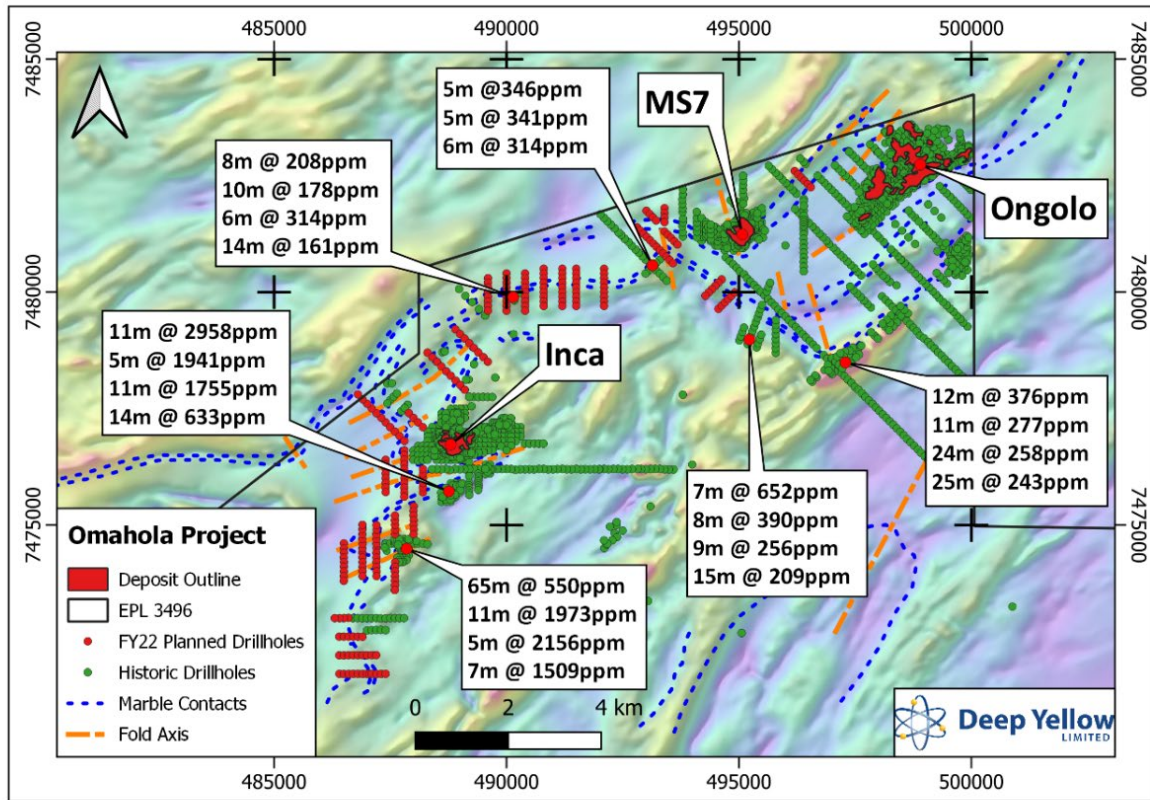 485000
490000
495000
500000
7485000
7485000
5m @346ppm
5m @ 341ppm
6m @ 314ppm
MS7
8m @ 208ppm
10m @ 178ppm
6m @ 314ppm
14m @ 161ppm
Ongolo
7480000
7480000
11m @ 2958ppm
5m @ 1941ppm
11m @ 1755ppm
14m @ 633ppm
Inca
12m @ 376ppm
11m @ 277ppm
24m @ 258ppm
25m @ 243ppm
7m @ 652ppm
8m @ 390ppm
9m @ 256ppm
15m @ 209ppm
7475000
7475000
65m @ 550ppm
11m @ 1973ppm
5m @ 2156ppm
7m @ 1509ppm
Omahola Project
Deposit Outline
EPL 3496
FY22 Planned Drillholes
Historic Drillholes
Marble Contacts
Fold Axis
0 2 4 km
Deep Yellow
LIMITED
485000
490000
495000
500000